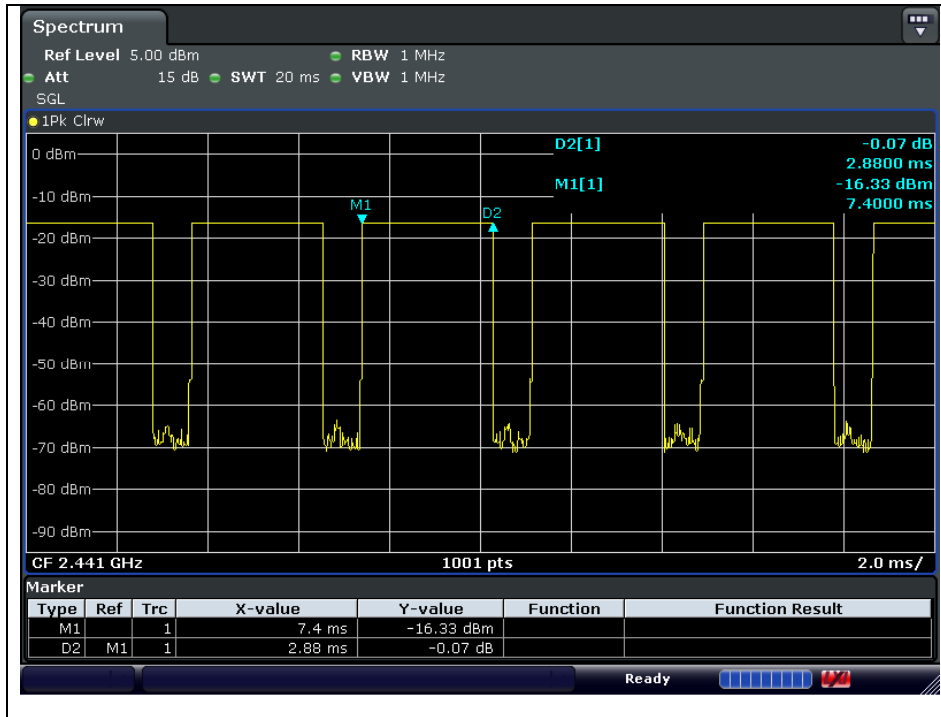 Spectrum
Ref Level 5.00 dBm RBW 1 MHz
Att 15 dB SWT 20 ms VBW 1 MHz
SGL
1Pk Clrw
D2[1] -0.07 dB
2.8800 ms
M1[1] -16.33 dBm
7.4000 ms
0 dBm
-10 dBm
M1
D2
-20 dBm
-30 dBm
-40 dBm
-50 dBm
-60 dBm
-70 dBm
-80 dBm
-90 dBm
CF 2.441 GHz 1001 pts 2.0 ms/
Marker
Type Ref Trc X-value Y-value Function Function Result
M1 1 7.4 ms -16.33 dBm
D2 M1 1 2.88 ms -0.07 dB
Ready